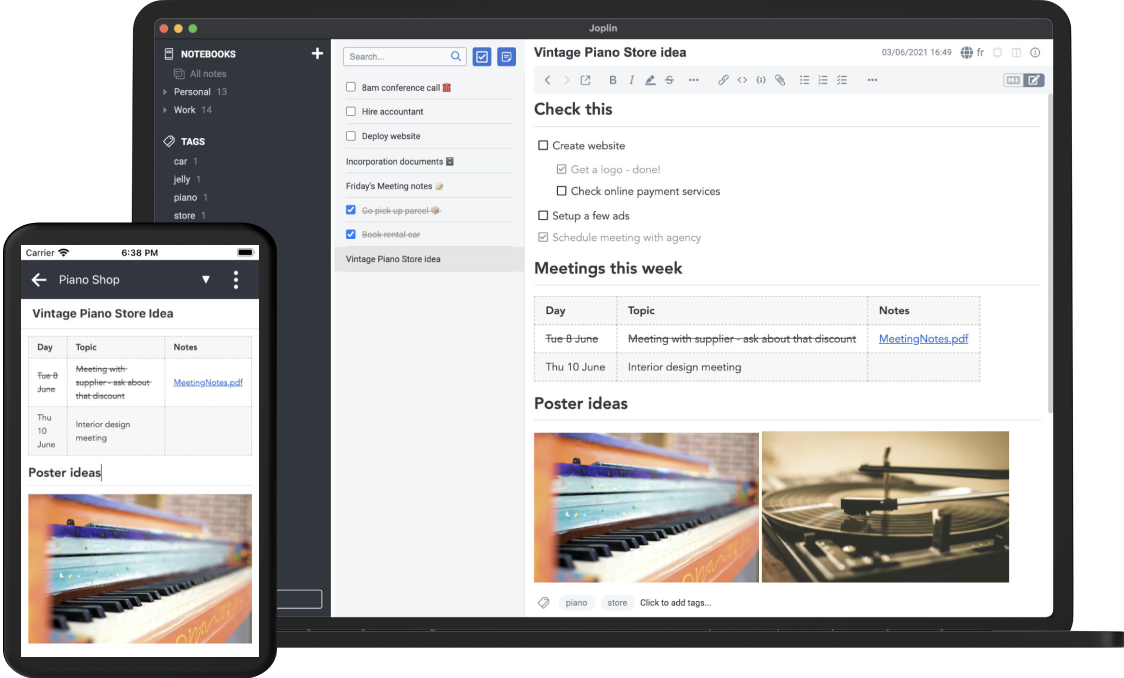 Joplin
NOTEBOOKS
All notes
Personal 13
Work 14
TAGS
car 1
jelly 1
piano 1
store 1
Search...
8am conference call
Hire accountant
Deploy website
Incorporation documents
Friday's Meeting notes
Go pick up parcel
Book rental car
Vintage Piano Store idea
Vintage Piano Store idea
03/06/2021 16:49 fr
B I S
M↓
Check this
Create website
Get a logo - done!
Check online payment services
Setup a few ads
Schedule meeting with agency
Meetings this week
Day Topic Notes
Tue 8 June Meeting with supplier - ask about that discount MeetingNotes.pdf
Thu 10 June Interior design meeting
Poster ideas
piano store Click to add tags...
Carrier 6:38 PM
Piano Shop
Vintage Piano Store Idea
Day Topic Notes
Tue 8 June Meeting with supplier - ask about that discount MeetingNotes.pdf
Thu 10 June Interior design meeting
Poster ideas